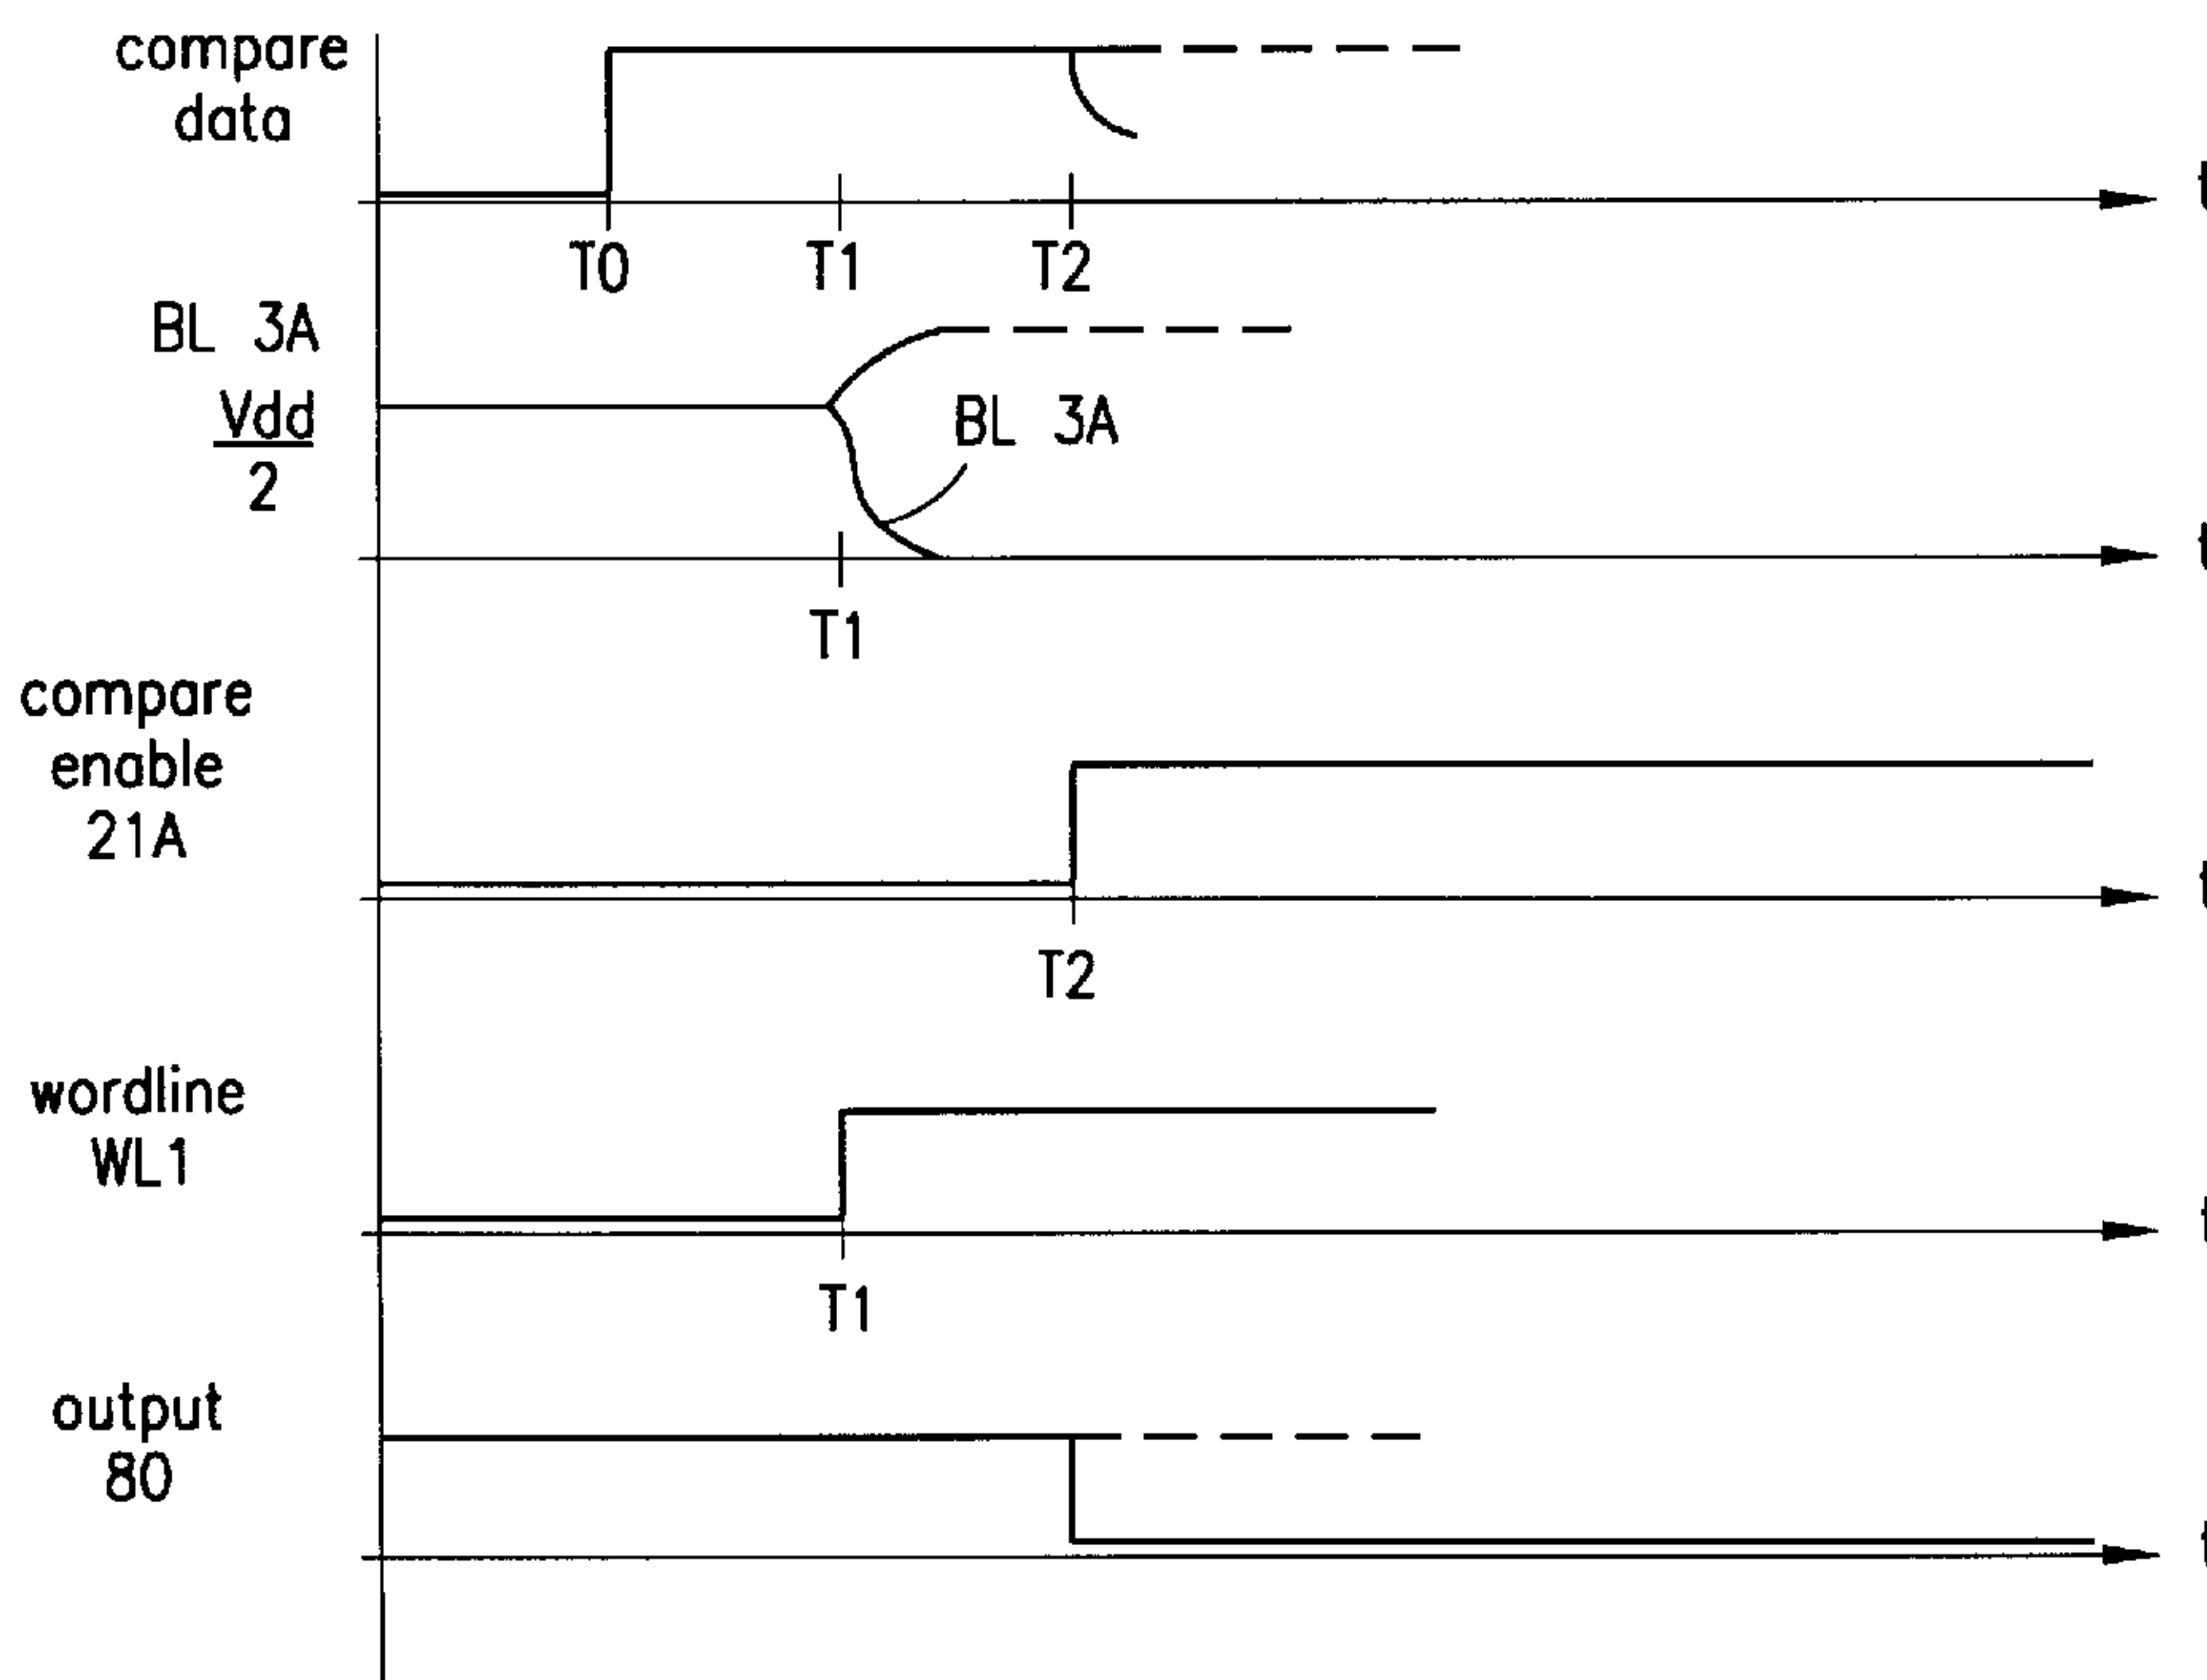 compare
data
t
T0 T1 T2
BL 3A
Vdd
2
BL 3A
t
T1
compare
enable
21A
t
T2
wordline
WL1
t
T1
output
80
t